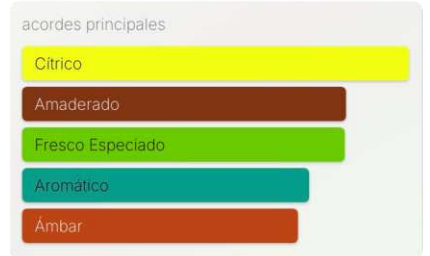 acordes principales
Cítrico
Amaderado
Fresco Especiado
Aromático
Ámbar